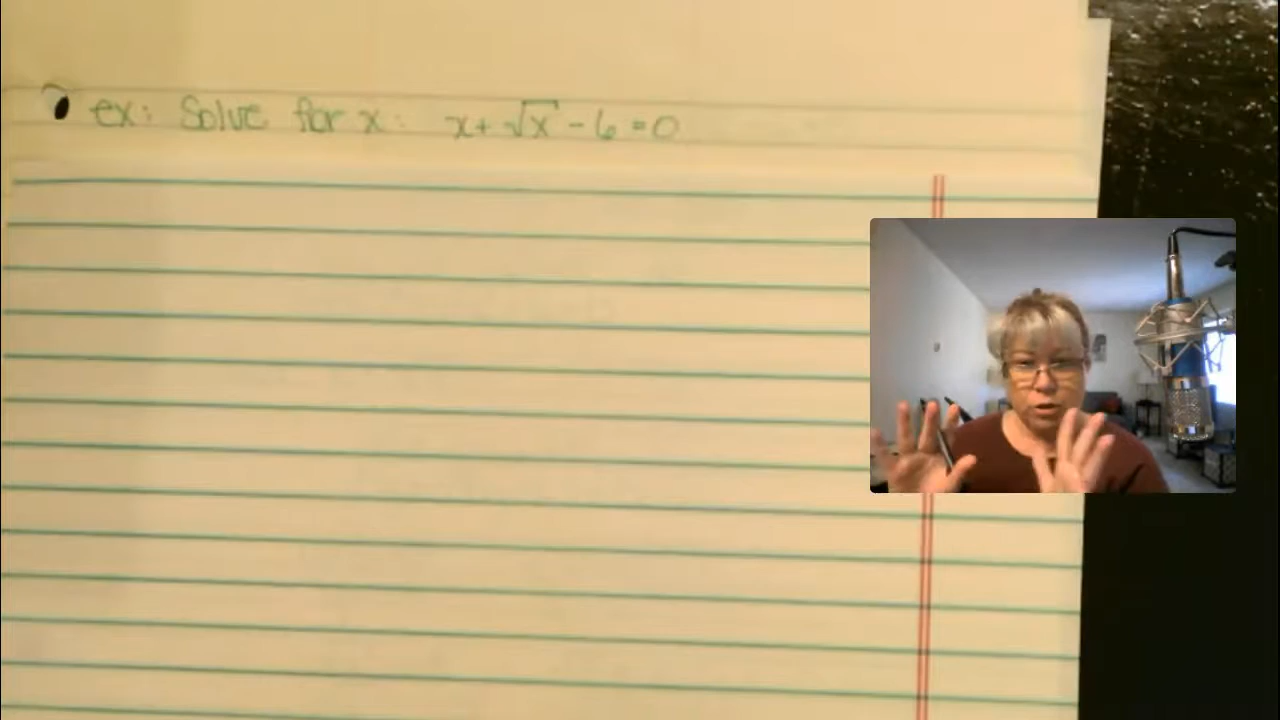 ex: Solve for x: x + √x - 6 = 0